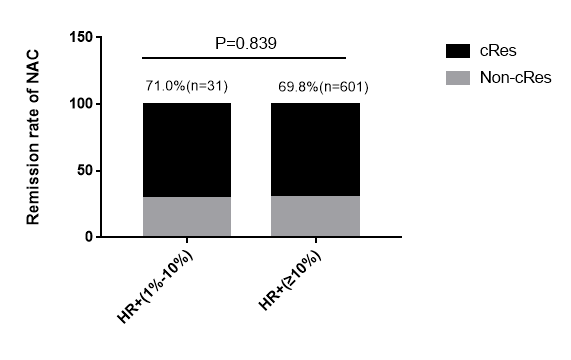 P=0.839
71.0%(n=31)
69.8%(n=601)
cRes
Non-cRes
Remission rate of NAC
150
100
50
0
HR+(1%-10%)
HR+(≥10%)